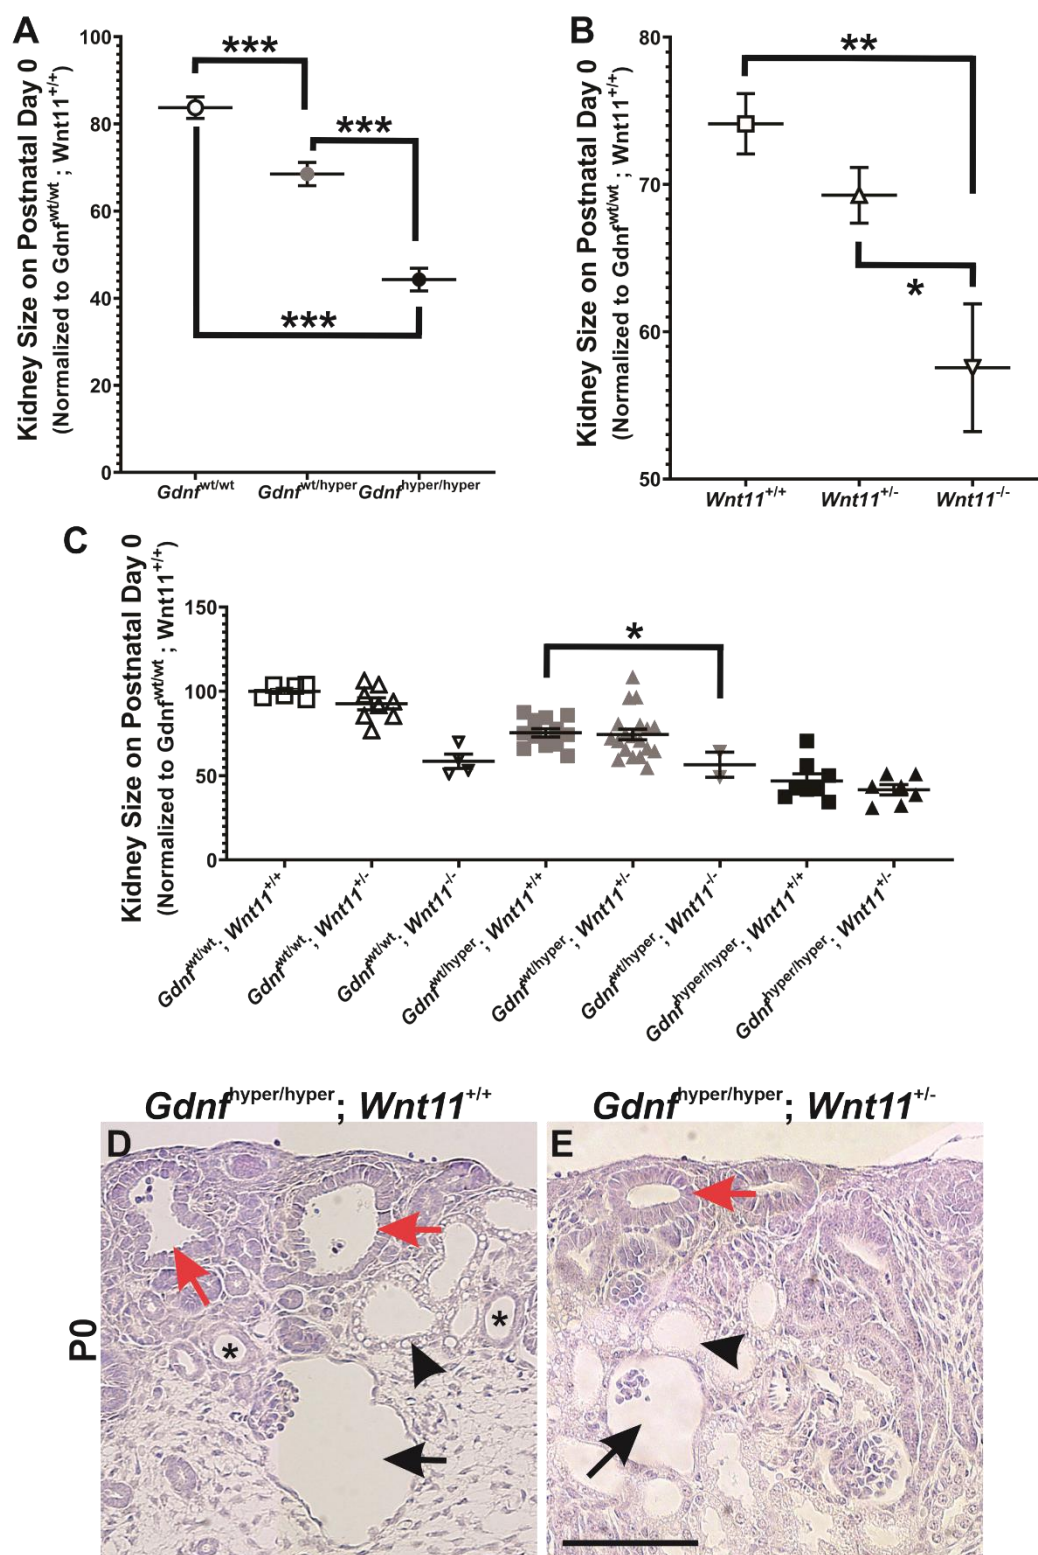 A
Kidney Size on Postnatal Day 0
(Normalized to Gdnf^wt/wt ; Wnt11^+/+)
100
80
60
40
20
0
***
***
***
Gdnf^wt/wt
Gdnf^wt/hyper
Gdnf^hyper/hyper
B
Kidney Size on Postnatal Day 0
(Normalized to Gdnf^wt/wt ; Wnt11^+/+)
80
70
60
50
**
*
Wnt11^+/+
Wnt11^+/-
Wnt11^-/-
C
Kidney Size on Postnatal Day 0
(Normalized to Gdnf^wt/wt ; Wnt11^+/+)
150
100
50
0
*
Gdnf^wt/wt; Wnt11^+/+
Gdnf^wt/wt; Wnt11^+/-
Gdnf^wt/wt; Wnt11^-/-
Gdnf^wt/hyper; Wnt11^+/+
Gdnf^wt/hyper; Wnt11^+/-
Gdnf^wt/hyper; Wnt11^-/-
Gdnf^hyper/hyper; Wnt11^+/+
Gdnf^hyper/hyper; Wnt11^+/-
Gdnf^hyper/hyper; Wnt11^+/+
Gdnf^hyper/hyper; Wnt11^+/-
P0
D
*
*
E